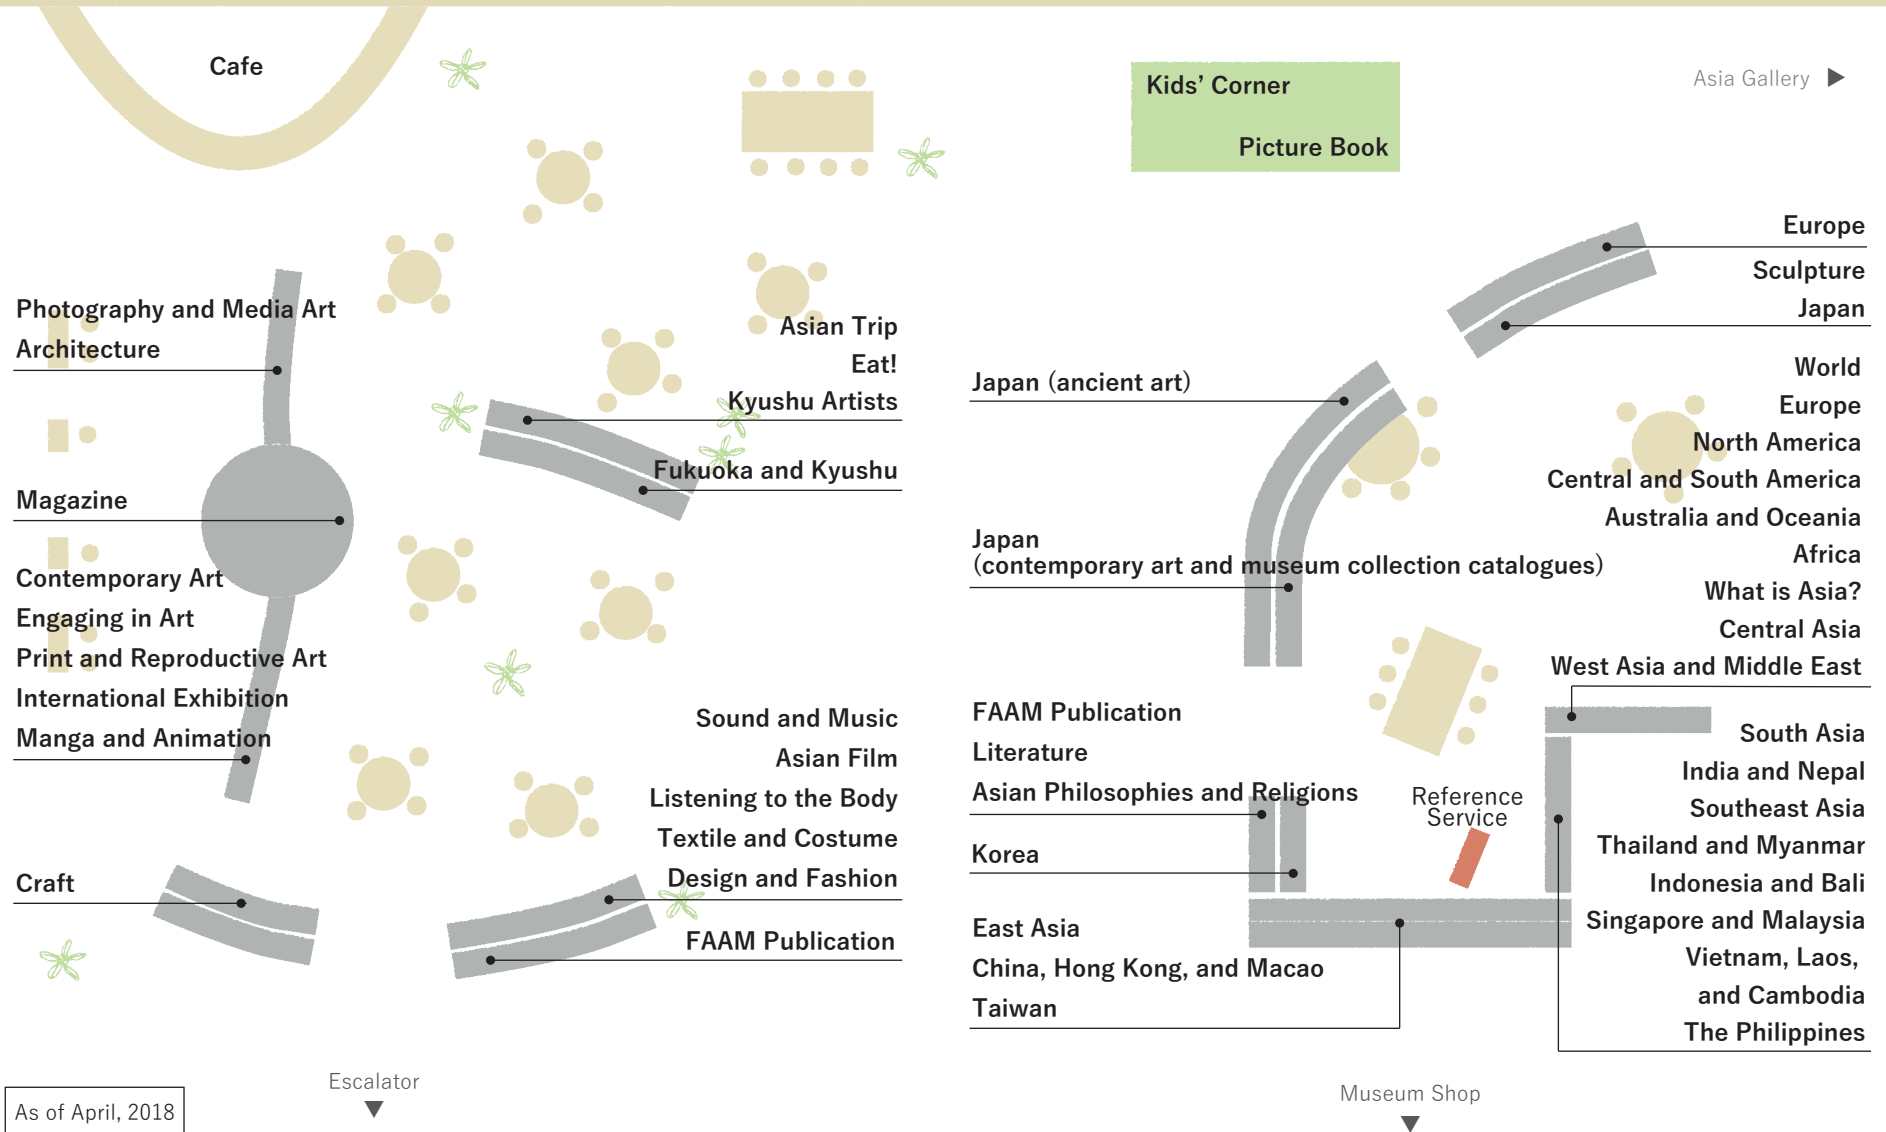 Cafe
Kids’ Corner
Picture Book
Asia Gallery ▶
Photography and Media Art
Architecture
Magazine
Contemporary Art
Engaging in Art
Print and Reproductive Art
International Exhibition
Manga and Animation
Craft
Asian Trip
Eat!
Kyushu Artists
Fukuoka and Kyushu
Sound and Music
Asian Film
Listening to the Body
Textile and Costume
Design and Fashion
FAAM Publication
Japan (ancient art)
Japan
(contemporary art and museum collection catalogues)
FAAM Publication
Literature
Asian Philosophies and Religions
Korea
East Asia
China, Hong Kong, and Macao
Taiwan
Reference
Service
Europe
Sculpture
Japan
World
Europe
North America
Central and South America
Australia and Oceania
Africa
What is Asia?
Central Asia
West Asia and Middle East
South Asia
India and Nepal
Southeast Asia
Thailand and Myanmar
Indonesia and Bali
Singapore and Malaysia
Vietnam, Laos,
and Cambodia
The Philippines
As of April, 2018
Escalator
▼
Museum Shop
▼